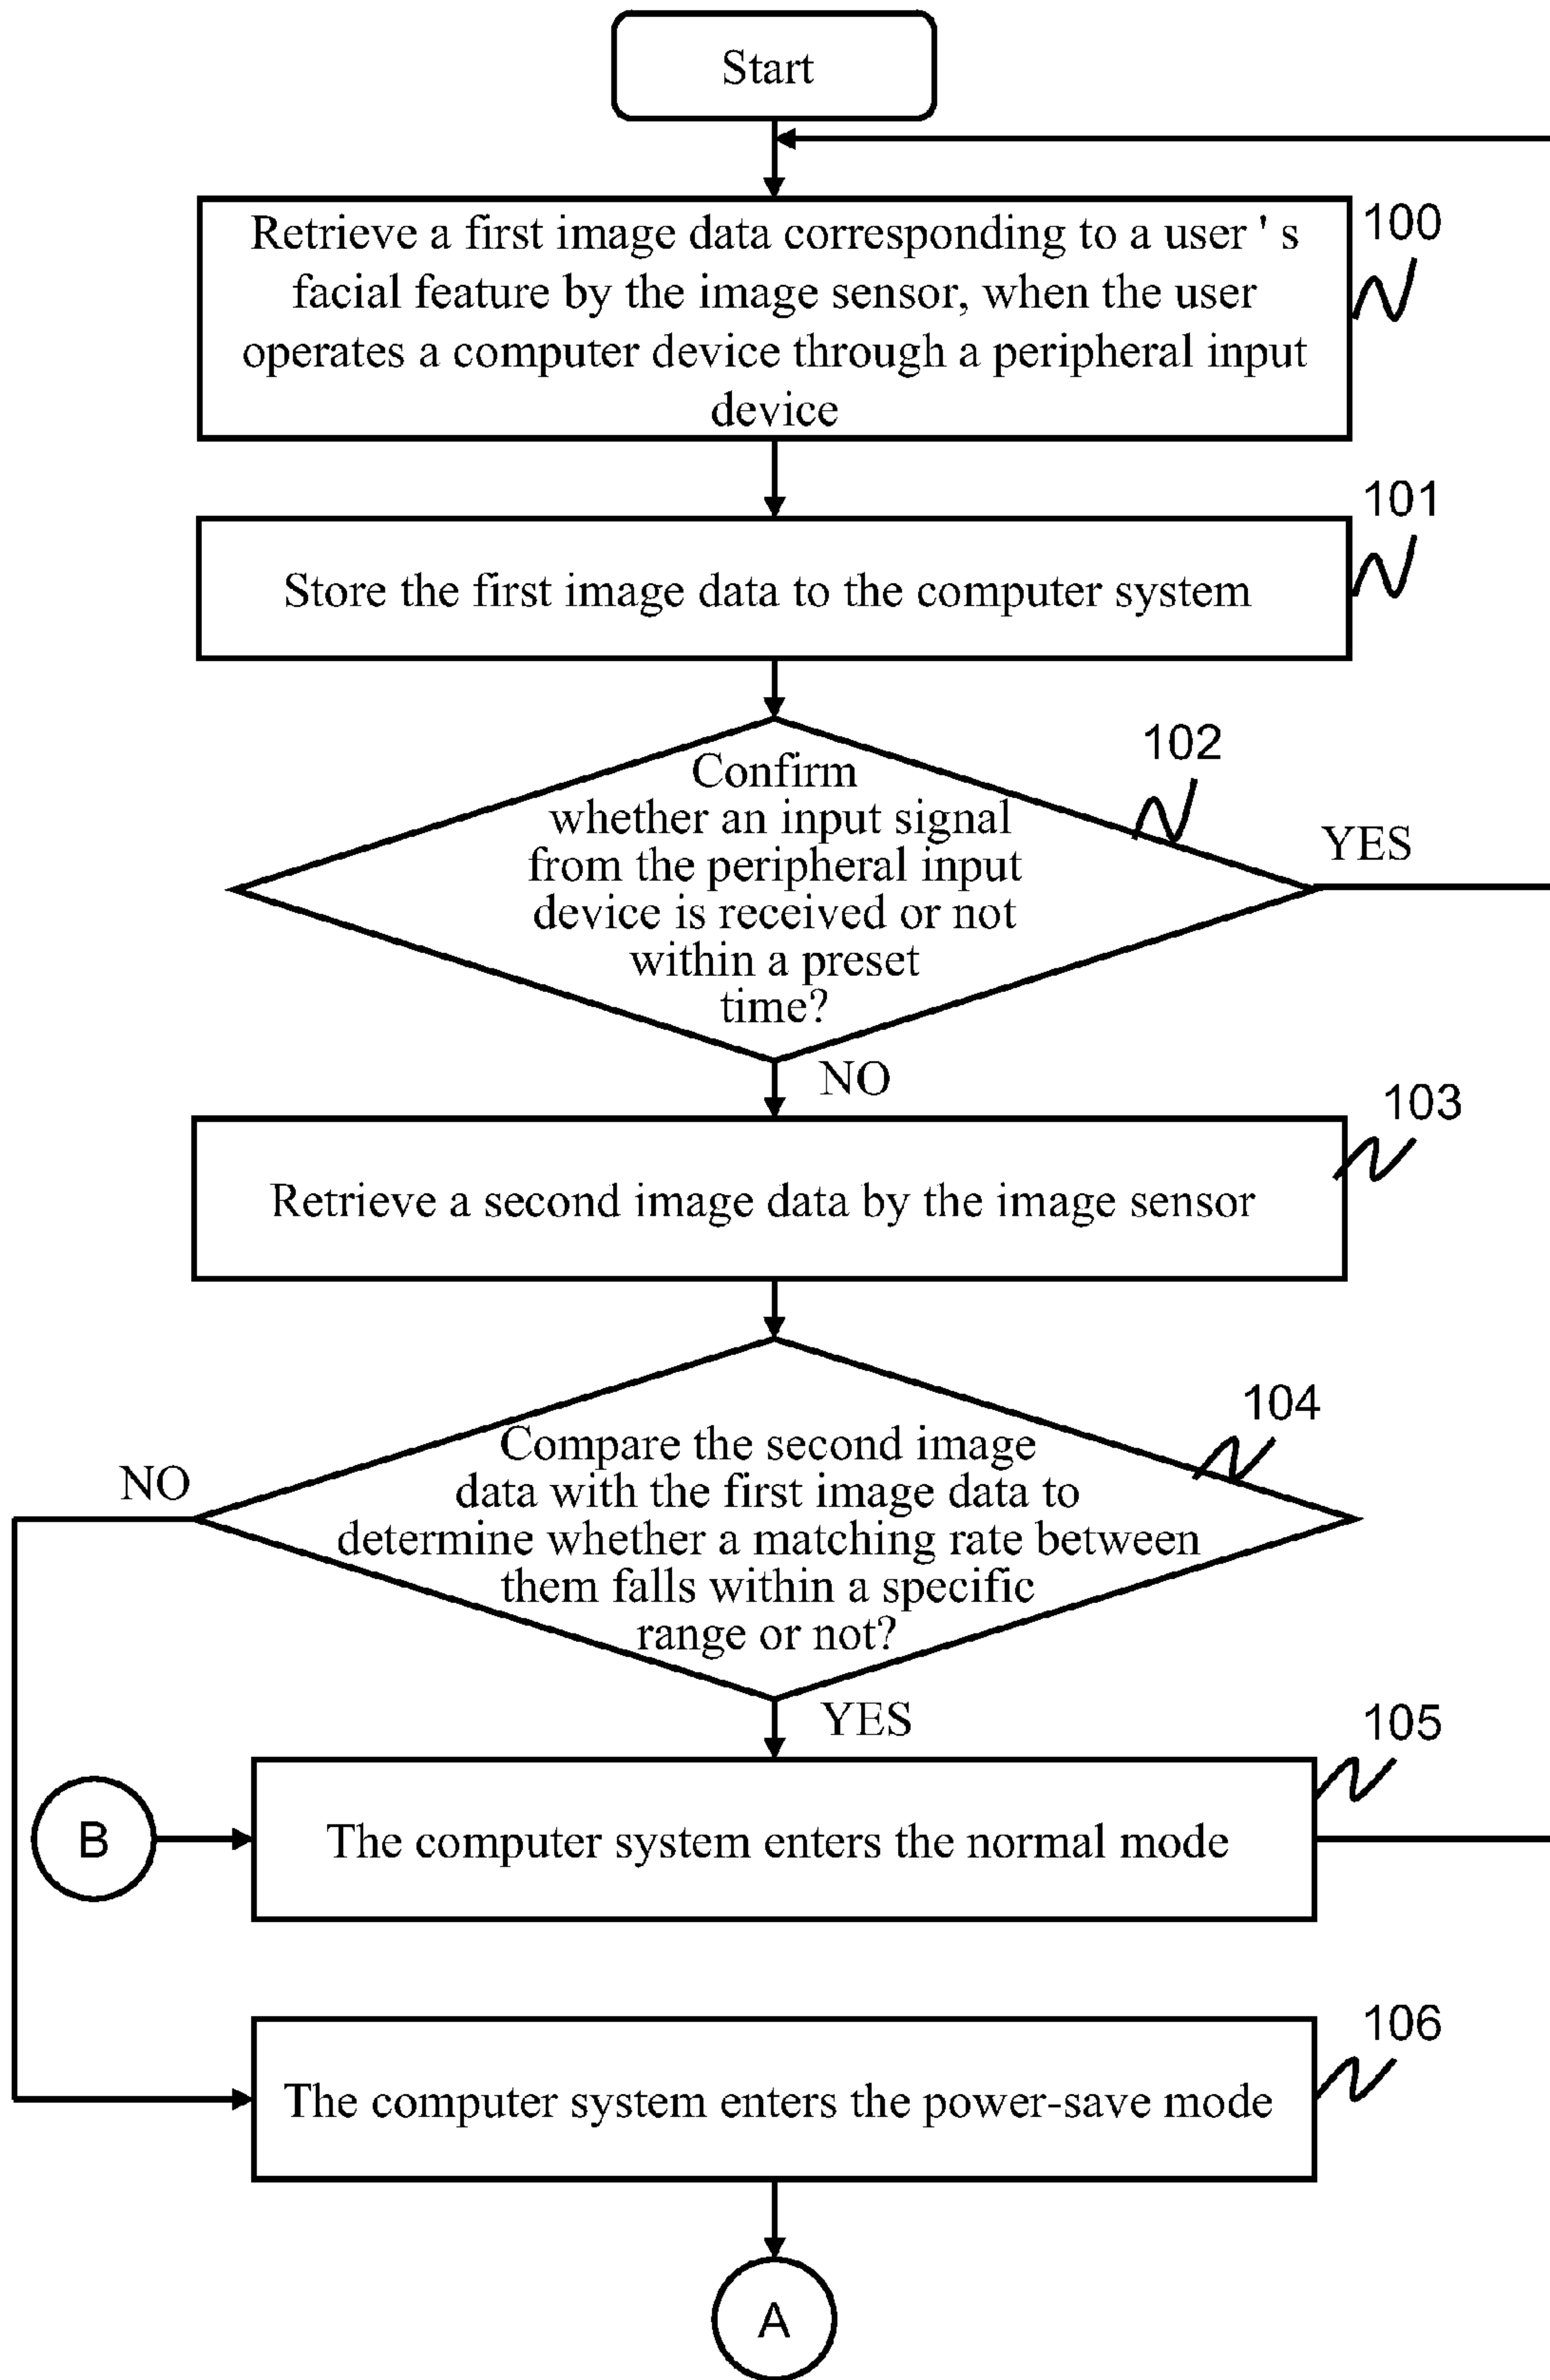 Start
Retrieve a first image data corresponding to a user ' s
facial feature by the image sensor, when the user
operates a computer device through a peripheral input
device
100
Store the first image data to the computer system
101
Confirm
whether an input signal
from the peripheral input
device is received or not
within a preset
time?
102
YES
NO
Retrieve a second image data by the image sensor
103
Compare the second image
data with the first image data to
determine whether a matching rate between
them falls within a specific
range or not?
104
NO
YES
B
The computer system enters the normal mode
105
The computer system enters the power-save mode
106
A